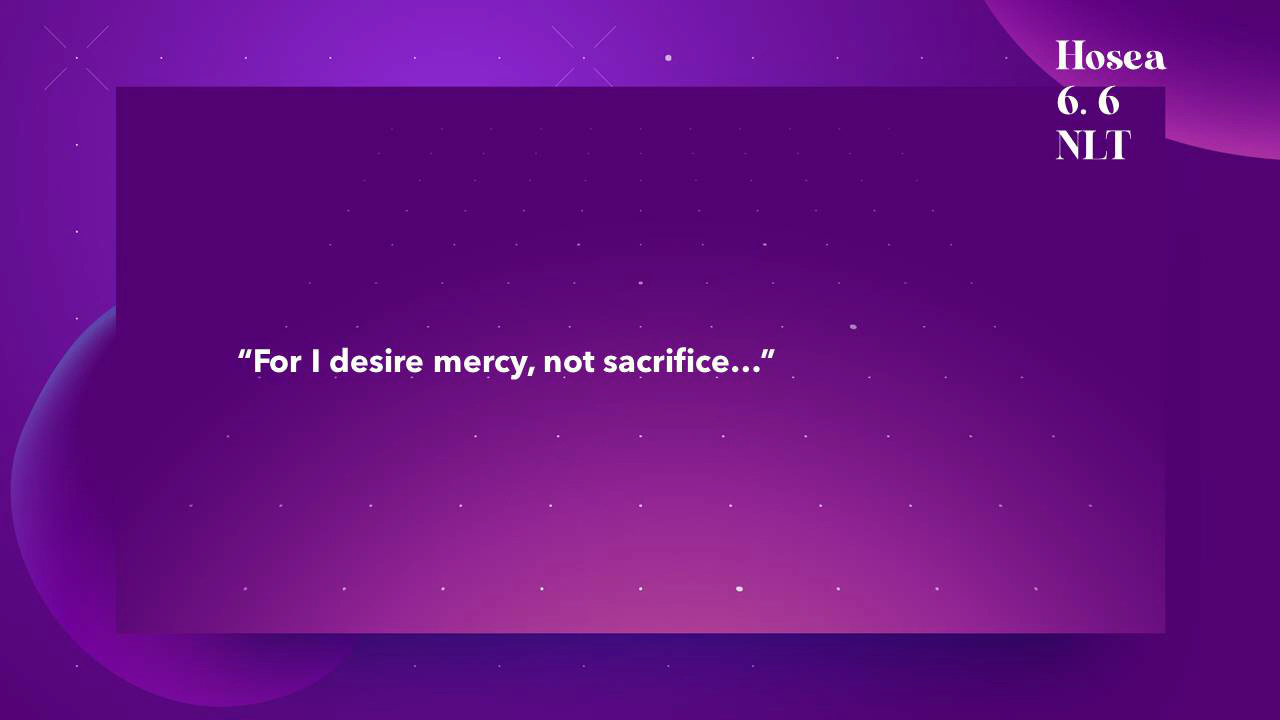 Hosea
6. 6
NLT
“For I desire mercy, not sacrifice…”